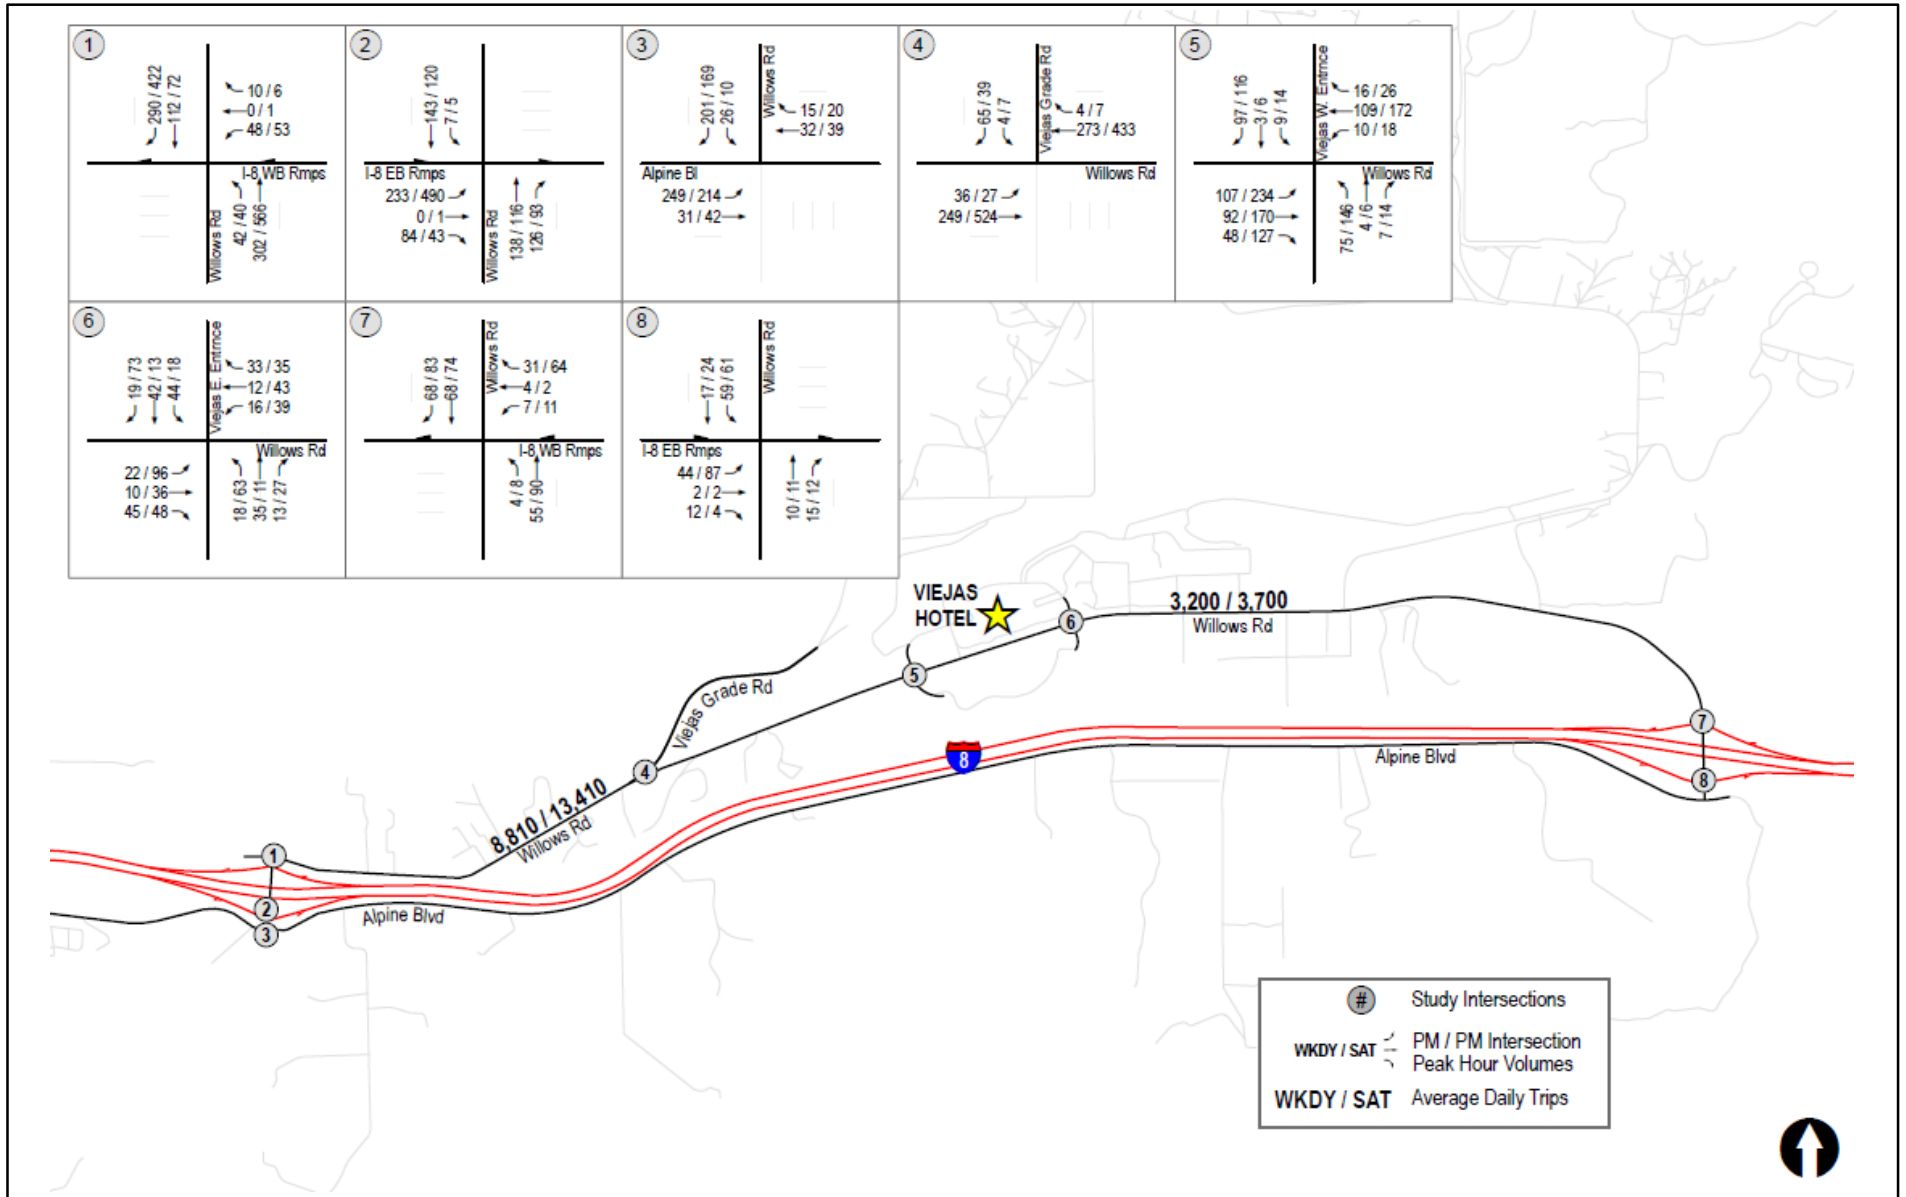 1
290 / 422
112 / 72
10 / 6
0 / 1
48 / 53
I-8 WB Rmps
Willows Rd
42 / 40
302 / 566
2
143 / 120
7 / 5
I-8 EB Rmps
233 / 490
0 / 1
84 / 43
Willows Rd
138 / 116
126 / 93
3
201 / 169
26 / 10
Willows Rd
15 / 20
32 / 39
Alpine Bl
249 / 214
31 / 42
4
65 / 39
4 / 7
Viejas Grade Rd
4 / 7
273 / 433
Willows Rd
36 / 27
249 / 524
5
97 / 116
3 / 6
9 / 14
Viejas W. Entrnce
16 / 26
109 / 172
10 / 18
Willows Rd
107 / 234
92 / 170
48 / 127
75 / 146
4 / 6
7 / 14
6
19 / 73
42 / 13
44 / 18
Viejas E. Entrnce
33 / 35
12 / 43
16 / 39
Willows Rd
22 / 96
10 / 36
45 / 48
18 / 63
35 / 11
13 / 27
7
68 / 83
68 / 74
Willows Rd
31 / 64
4 / 2
7 / 11
I-8 WB Rmps
4 / 8
55 / 90
8
17 / 24
59 / 61
Willows Rd
I-8 EB Rmps
44 / 87
2 / 2
12 / 4
10 / 11
15 / 12
VIEJAS
HOTEL
3,200 / 3,700
Willows Rd
6
5
Viejas Grade Rd
4
8
7
Alpine Blvd
8
8,810 / 13,410
Willows Rd
1
2
3
Alpine Blvd
# Study Intersections
WKDY / SAT PM / PM Intersection
Peak Hour Volumes
WKDY / SAT Average Daily Trips